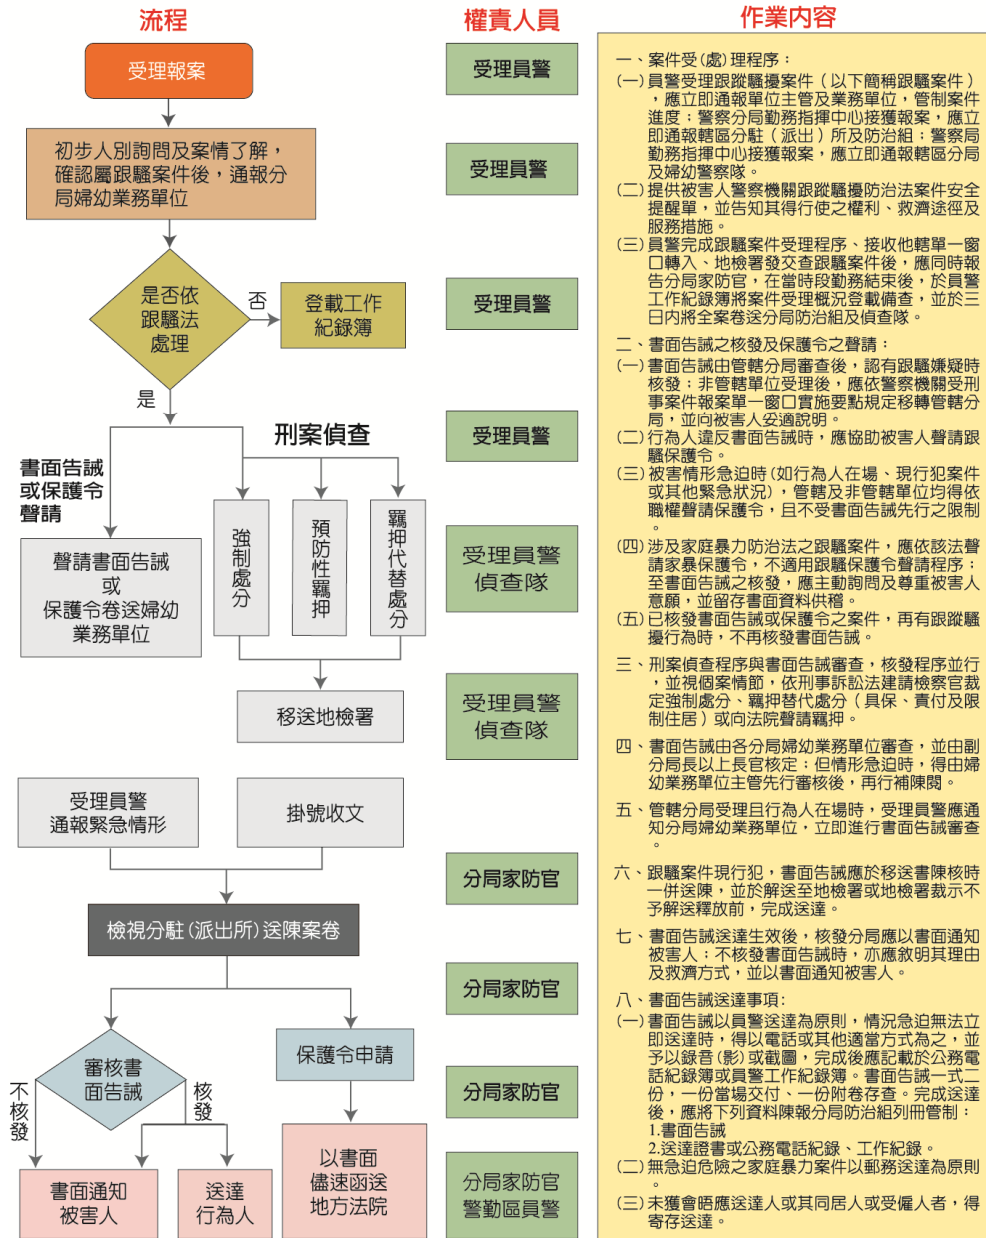 流程
受理報案
初步人別詢問及案情了解，
確認屬跟騷案件後，通報分
局婦幼業務單位
是否依
跟騷法
處理
否
登載工作
紀錄簿
是
書面告誡
或保護令
聲請
刑案偵查
聲請書面告誡
或
保護令卷送婦幼
業務單位
強制處分
預防性羈押
羈押代替處分
移送地檢署
受理員警
通報緊急情形
掛號收文
檢視分駐(派出所)送陳案卷
審核書
面告誡
不核發
核發
保護令申請
書面通知
被害人
送達
行為人
以書面
儘速函送
地方法院
權責人員
受理員警
受理員警
受理員警
受理員警
受理員警
偵查隊
受理員警
偵查隊
分局家防官
分局家防官
分局家防官
分局家防官
警勤區員警
作業內容
一、案件受(處)理程序：
(一)員警受理跟蹤騷擾案件（以下簡稱跟騷案件）
，應立即通報單位主管及業務單位，管制案件
進度；警察分局勤務指揮中心接獲報案，應立
即通報轄區分駐（派出）所及防治組；警察局
勤務指揮中心接獲報案，應立即通報轄區分局
及婦幼警察隊。
(二)提供被害人警察機關跟蹤騷擾防治法案件安全
提醒單，並告知其得行使之權利、救濟途徑及
服務措施。
(三)員警完成跟騷案件受理程序、接收他轄單一窗
口轉入、地檢署發交查跟騷案件後，應同時報
告分局家防官，在當時段勤務結束後，於員警
工作紀錄簿將案件受理概況登載備查，並於三
日內將全案卷送分局防治組及偵查隊。
二、書面告誡之核發及保護令之聲請：
(一)書面告誡由管轄分局審查後，認有跟騷嫌疑時
核發；非管轄單位受理後，應依警察機關受刑
事案件報案單一窗口實施要點規定移轉管轄分
局，並向被害人妥適說明。
(二)行為人違反書面告誡時，應協助被害人聲請跟
騷保護令。
(三)被害情形急迫時(如行為人在場、現行犯案件
或其他緊急狀況)，管轄及非管轄單位均得依
職權聲請保護令，且不受書面告誡先行之限制
。
(四)涉及家庭暴力防治法之跟騷案件，應依該法聲
請家暴保護令，不適用跟騷保護令聲請程序；
至書面告誡之核發，應主動詢問及尊重被害人
意願，並留存書面資料供稽。
(五)已核發書面告誡或保護令之案件，再有跟蹤騷
擾行為時，不再核發書面告誡。
三、刑案偵查程序與書面告誡審查，核發程序並行
，並視個案情節，依刑事訴訟法建請檢察官裁
定強制處分、羈押替代處分（具保、責付及限
制住居）或向法院聲請羈押。
四、書面告誡由各分局婦幼業務單位審查，並由副
分局長以上長官核定；但情形急迫時，得由婦
幼業務單位主管先行審核後，再行補陳閱。
五、管轄分局受理且行為人在場時，受理員警應通
知分局婦幼業務單位，立即進行書面告誡審查
。
六、跟騷案件現行犯，書面告誡應於移送書陳核時
一併送陳，並於解送至地檢署或地檢署裁示不
予解送釋放前，完成送達。
七、書面告誡送達生效後，核發分局應以書面通知
被害人；不核發書面告誡時，亦應敘明其理由
及救濟方式，並以書面通知被害人。
八、書面告誡送達事項：
(一)書面告誡以員警送達為原則，情況急迫無法立
即送達時，得以電話或其他適當方式為之，並
予以錄音(影)或截圖，完成後應記載於公務電
話紀錄簿或員警工作紀錄簿。書面告誡一式二
份，一份當場交付、一份附卷存查。完成送達
後，應將下列資料陳報分局防治組列冊管制：
1.書面告誡
2.送達證書或公務電話紀錄、工作紀錄。
(二)無急迫危險之家庭暴力案件以郵務送達為原則
。
(三)未獲會晤應送達人或其同居人或受僱人者，得
寄存送達。